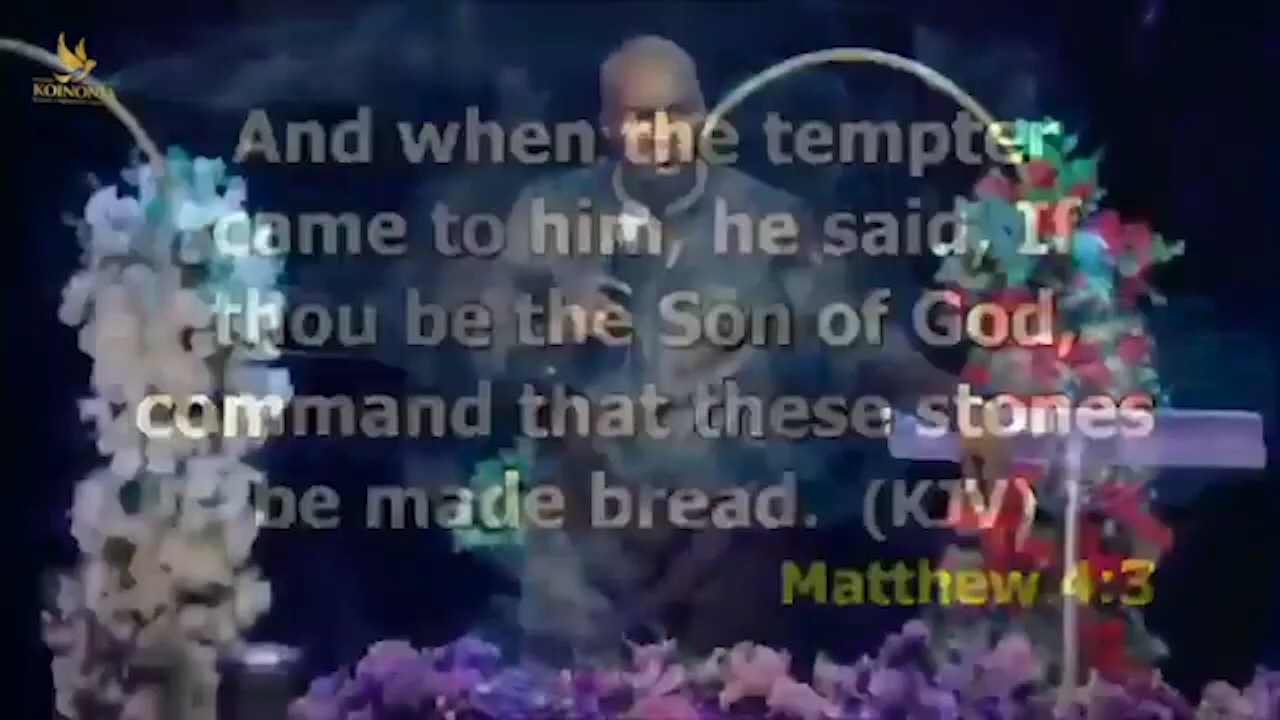 KOINONIA
And when the tempter
came to him, he said, If
thou be the Son of God,
command that these stones
be made bread. (KJV)
Matthew 4:3